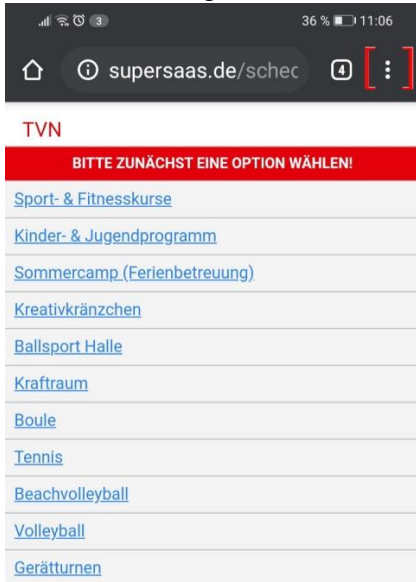 3
36 % 11:06
supersaas.de/schec
4
TVN
BITTE ZUNÄCHST EINE OPTION WÄHLEN!
Sport- & Fitnesskurse
Kinder- & Jugendprogramm
Sommercamp (Ferienbetreuung)
Kreativkränzchen
Ballsport Halle
Kraftraum
Boule
Tennis
Beachvolleyball
Volleyball
Gerätturnen